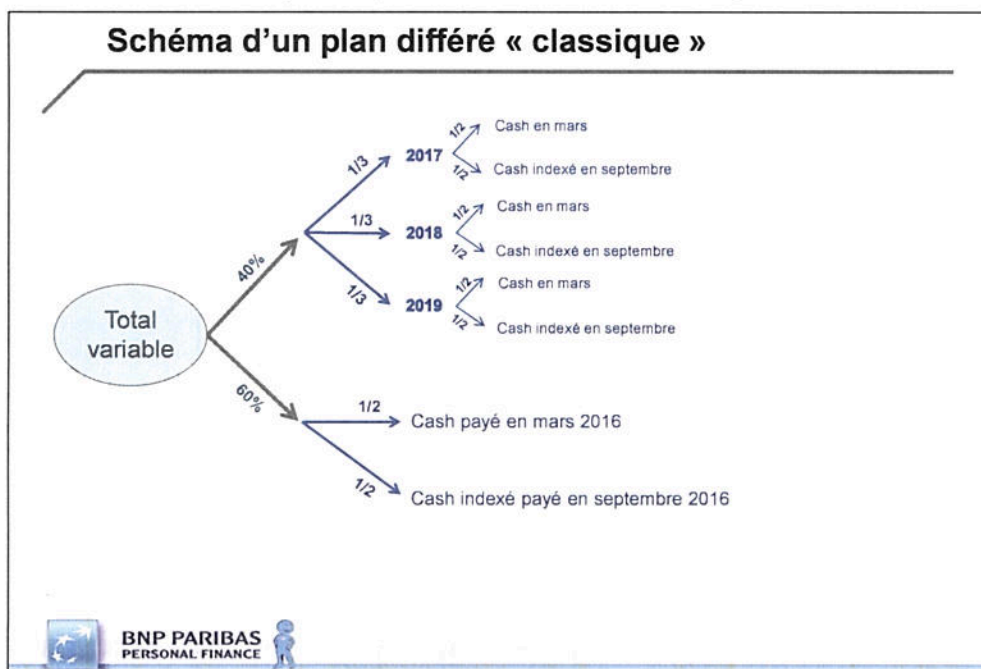 Schéma d'un plan différé « classique »
1/2
Cash en mars
1/3
2017
1/2
Cash indexé en septembre
1/2
Cash en mars
1/3
2018
1/2
Cash indexé en septembre
40%
1/2
Cash en mars
1/3
2019
1/2
Cash indexé en septembre
Total
variable
60%
1/2
Cash payé en mars 2016
1/2
Cash indexé payé en septembre 2016
BNP PARIBAS
PERSONAL FINANCE